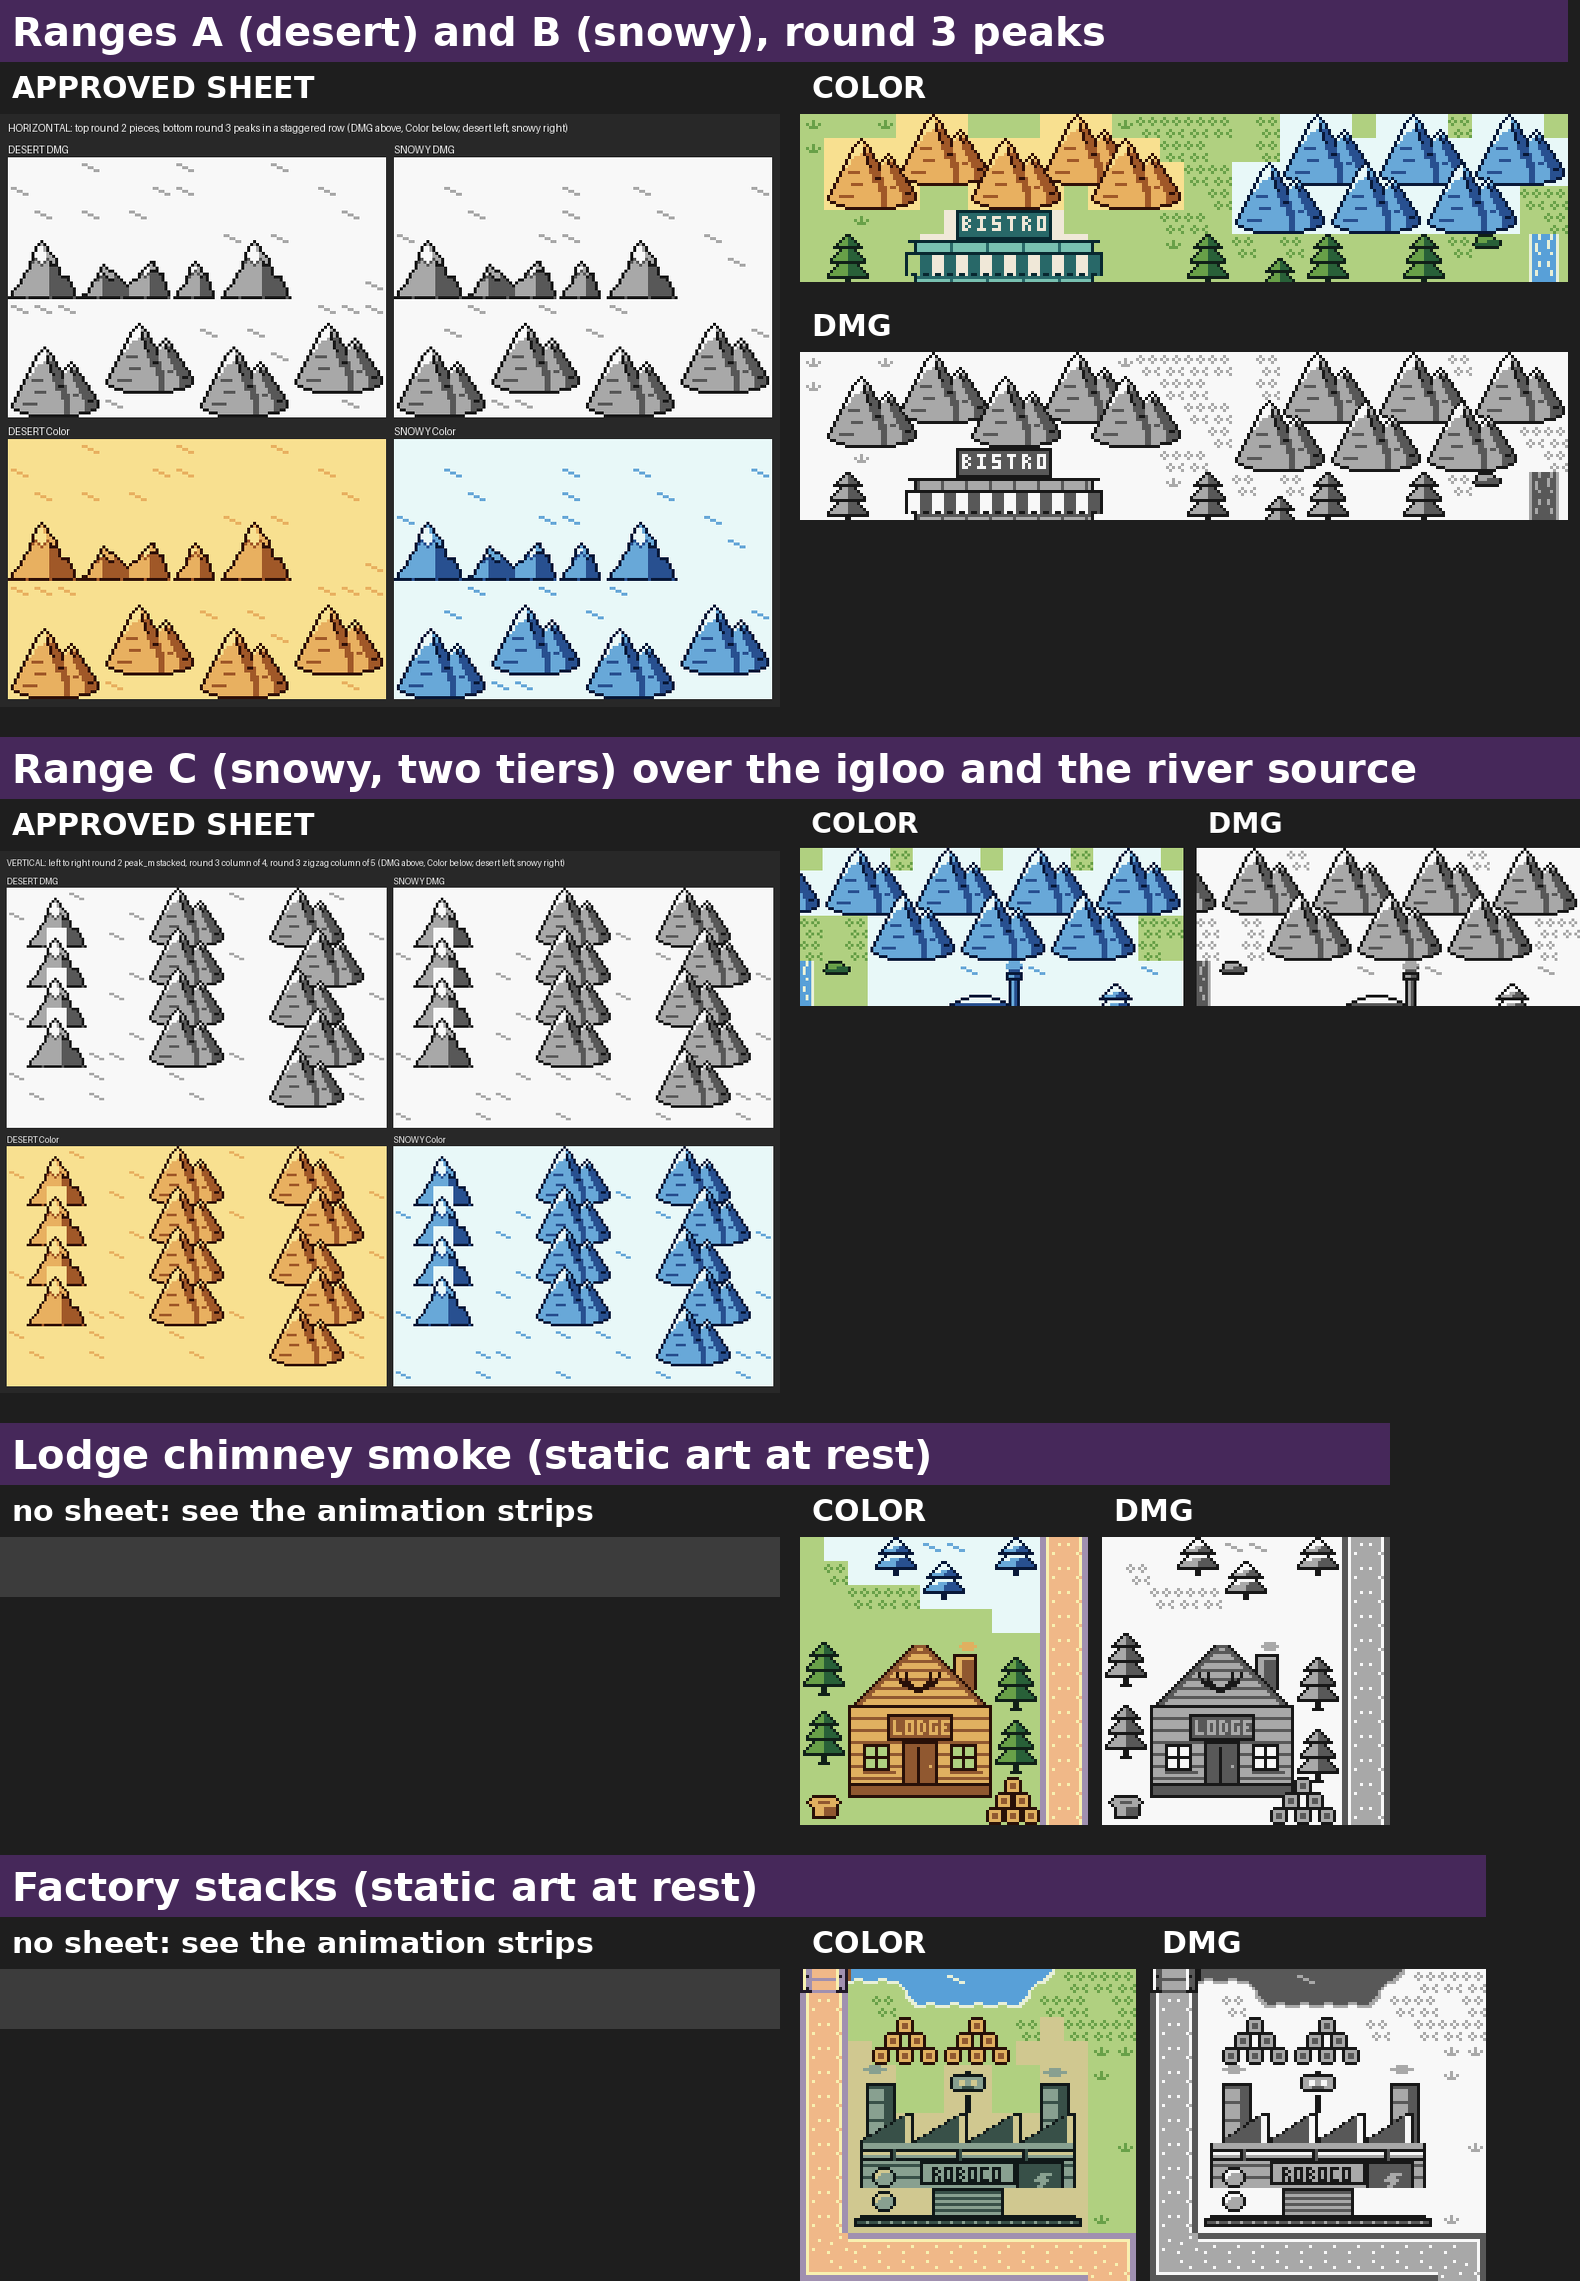 Ranges A (desert) and B (snowy), round 3 peaks
APPROVED SHEET
COLOR
HORIZONTAL: top round 2 pieces, bottom round 3 peaks in a staggered row (DMG above, Color below; desert left, snowy right)
DESERT DMG
SNOWY DMG
BISTRO
DMG
BISTRO
DESERT Color
SNOWY Color
Range C (snowy, two tiers) over the igloo and the river source
APPROVED SHEET
COLOR
DMG
VERTICAL: left to right round 2 peak_m stacked, round 3 column of 4, round 3 zigzag column of 5 (DMG above, Color below; desert left, snowy right)
DESERT DMG
SNOWY DMG
DESERT Color
SNOWY Color
Lodge chimney smoke (static art at rest)
no sheet: see the animation strips
COLOR
DMG
LODGE
LODGE
Factory stacks (static art at rest)
no sheet: see the animation strips
COLOR
DMG
ROBOCO
ROBOCO